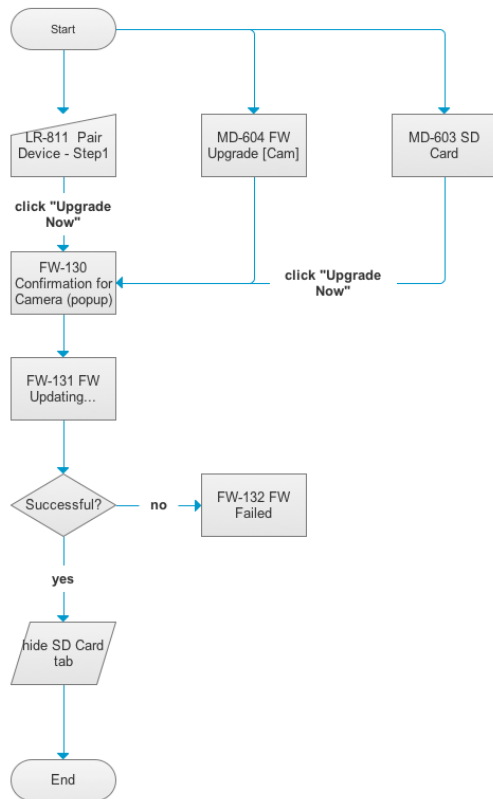 Start
LR-811 Pair
Device - Step1
MD-604 FW
Upgrade [Cam]
MD-603 SD
Card
click "Upgrade
Now"
FW-130
Confirmation for
Camera (popup)
click "Upgrade
Now"
FW-131 FW
Updating...
Successful?
no
FW-132 FW
Failed
yes
hide SD Card
tab
End